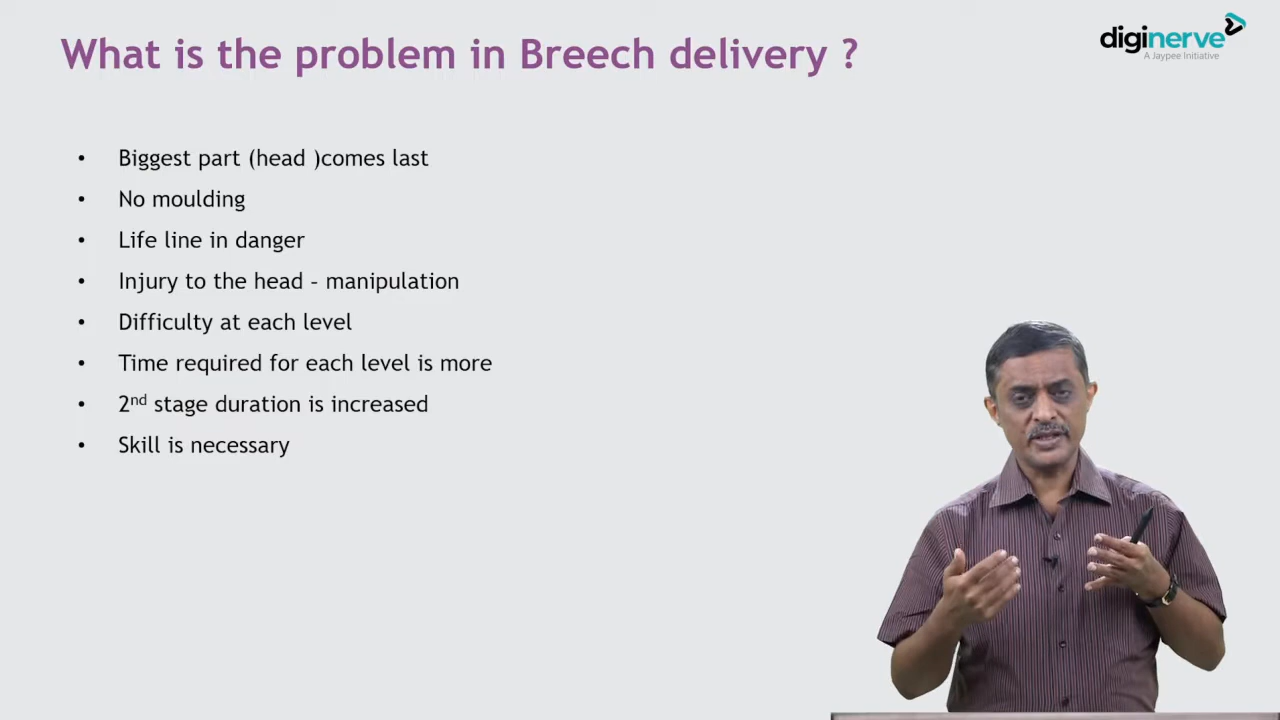 What is the problem in Breech delivery ?
diginerve
A Jaypee Initiative
• Biggest part (head )comes last
• No moulding
• Life line in danger
• Injury to the head – manipulation
• Difficulty at each level
• Time required for each level is more
• 2nd stage duration is increased
• Skill is necessary